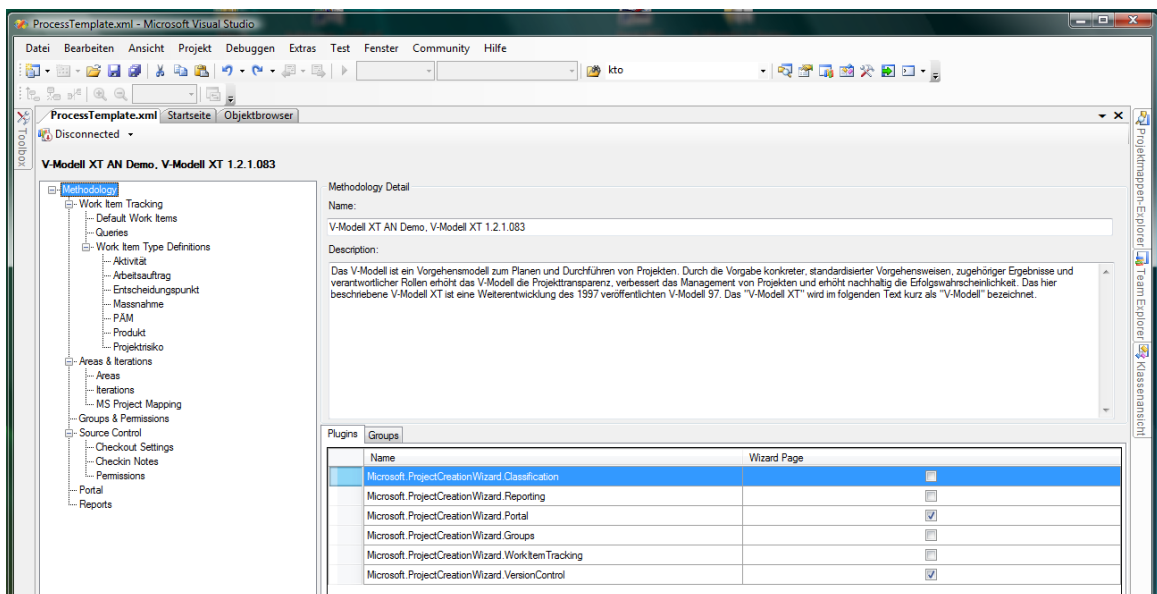 ProcessTemplate.xml - Microsoft Visual Studio
Datei Bearbeiten Ansicht Projekt Debuggen Extras Test Fenster Community Hilfe
kto
ProcessTemplate.xml Startseite Objektbrowser
Disconnected
V-Modell XT AN Demo, V-Modell XT 1.2.1.083
Toolbox
Methodology
Work Item Tracking
Default Work Items
Queries
Work Item Type Definitions
Aktivität
Arbeitsauftrag
Entscheidungspunkt
Massnahme
PÄM
Produkt
Projektrisiko
Areas & Iterations
Areas
Iterations
MS Project Mapping
Groups & Permissions
Source Control
Checkout Settings
Checkin Notes
Permissions
Portal
Reports
Methodology Detail
Name:
V-Modell XT AN Demo, V-Modell XT 1.2.1.083
Description:
Das V-Modell ist ein Vorgehensmodell zum Planen und Durchführen von Projekten. Durch die Vorgabe konkreter, standardisierter Vorgehensweisen, zugehöriger Ergebnisse und
verantwortlicher Rollen erhöht das V-Modell die Projekttransparenz, verbessert das Management von Projekten und erhöht nachhaltig die Erfolgswahrscheinlichkeit. Das hier
beschriebene V-Modell XT ist eine Weiterentwicklung des 1997 veröffentlichten V-Modell 97. Das "V-Modell XT" wird im folgenden Text kurz als "V-Modell" bezeichnet.
Plugins Groups
Name Wizard Page
Microsoft.ProjectCreationWizard.Classification
Microsoft.ProjectCreationWizard.Reporting
Microsoft.ProjectCreationWizard.Portal
Microsoft.ProjectCreationWizard.Groups
Microsoft.ProjectCreationWizard.WorkItemTracking
Microsoft.ProjectCreationWizard.VersionControl
Projektmappen-Explorer
Team Explorer
Klassenansicht